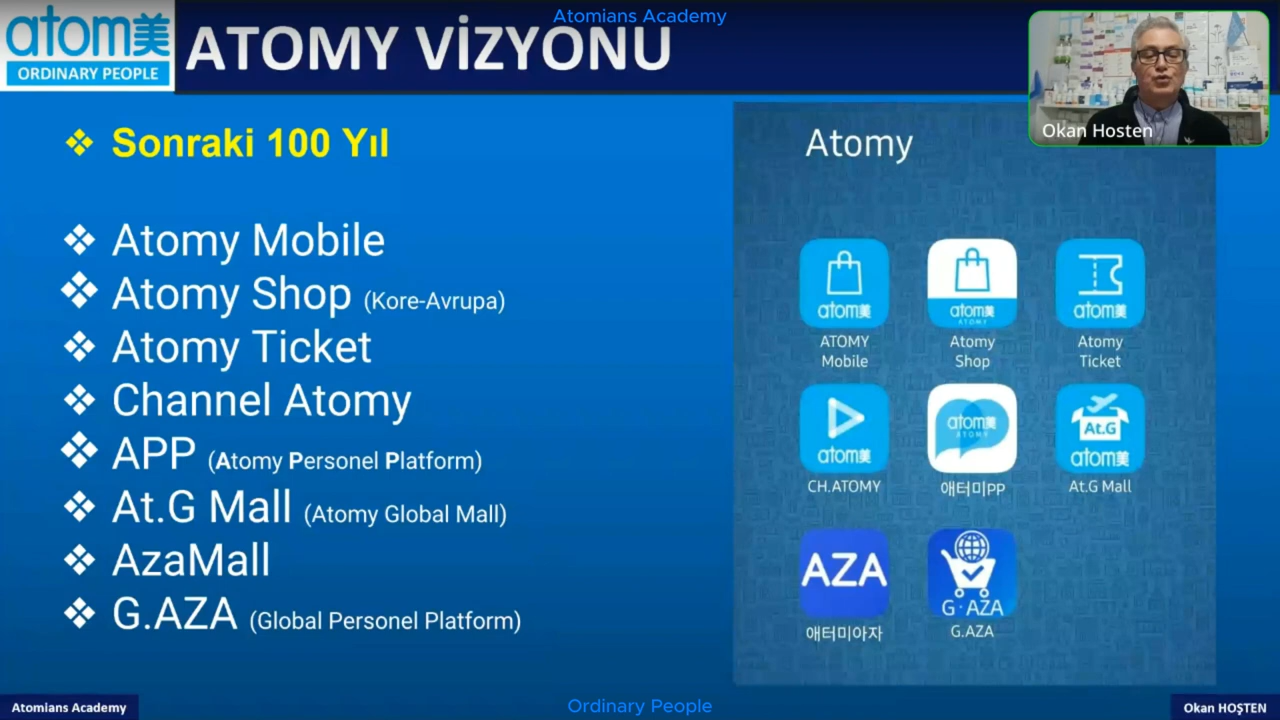 Atomians Academy
atom美
ORDINARY PEOPLE
ATOMY VİZYONU
Okan Hosten
Sonraki 100 Yıl
Atomy Mobile
Atomy Shop (Kore-Avrupa)
Atomy Ticket
Channel Atomy
APP (Atomy Personel Platform)
At.G Mall (Atomy Global Mall)
AzaMall
G.AZA (Global Personel Platform)
Atomy
atom美
ATOMY
Mobile
atom美
ATOMY
Atomy
Shop
atom美
Atomy
Ticket
atom美
CH.ATOMY
atom美
ATOMY
애터미PP
At.G
atom美
At.G Mall
AZA
애터미아자
G·AZA
G.AZA
Atomians Academy
Ordinary People
Okan HOŞTEN